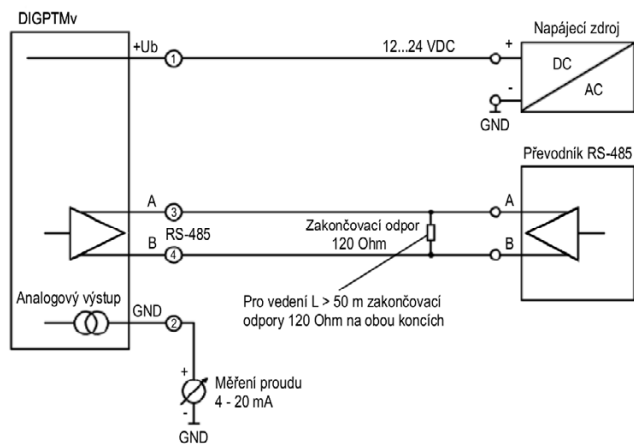 DIGPTMv
+Ub
1
12...24 VDC
+
-
GND
Napájecí zdroj
DC
AC
Převodník RS-485
A
3
RS-485
B
4
Zakončovací odpor
120 Ohm
A
B
Pro vedení L > 50 m zakončovací
odpory 120 Ohm na obou koncích
Analogový výstup
GND
2
+
-
Měření proudu
4 - 20 mA
GND